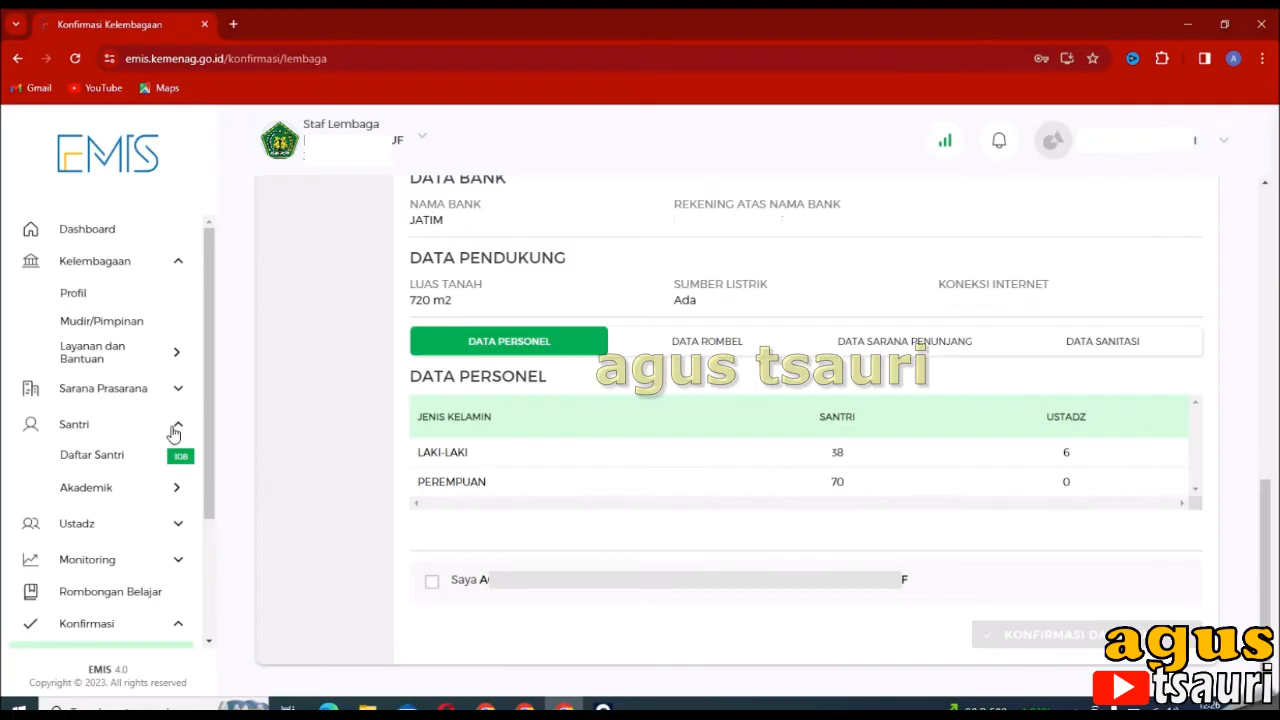 Konfirmasi Kelembagaan
emis.kemenag.go.id/konfirmasi/lembaga
Gmail
YouTube
Maps
EMIS
Staf Lembaga
UF
Dashboard
Kelembagaan
Profil
Mudir/Pimpinan
Layanan dan
Bantuan
Sarana Prasarana
Santri
Daftar Santri
108
Akademik
Ustadz
Monitoring
Rombongan Belajar
Konfirmasi
EMIS 4.0
Copyright © 2023. All rights reserved
DATA BANK
NAMA BANK
REKENING ATAS NAMA BANK
JATIM
DATA PENDUKUNG
LUAS TANAH
SUMBER LISTRIK
KONEKSI INTERNET
720 m2
Ada
DATA PERSONEL
DATA ROMBEL
DATA SARANA PENUNJANG
DATA SANITASI
agus tsauri
DATA PERSONEL
JENIS KELAMIN
SANTRI
USTADZ
LAKI-LAKI
38
6
PEREMPUAN
70
0
Saya
F
KONFIRMASI
agus
tsauri